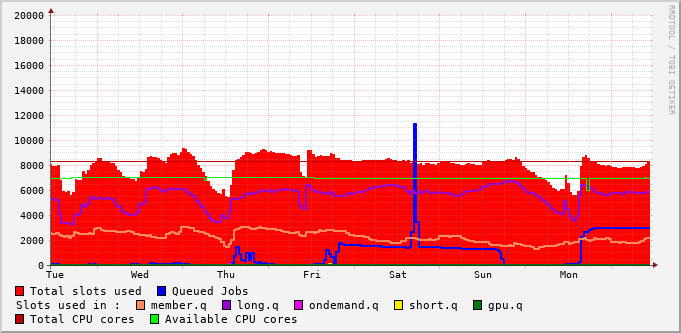 20000
18000
16000
14000
12000
10000
8000
6000
4000
2000
0
Tue Wed Thu Fri Sat Sun Mon
RRDTOOL / TOBI OETIKER
Total slots used Queued Jobs
Slots used in : member.q long.q ondemand.q short.q gpu.q
Total CPU cores Available CPU cores